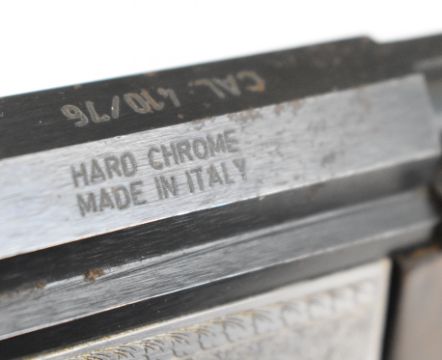 CAL. 410/76
HARD CHROME
MADE IN ITALY